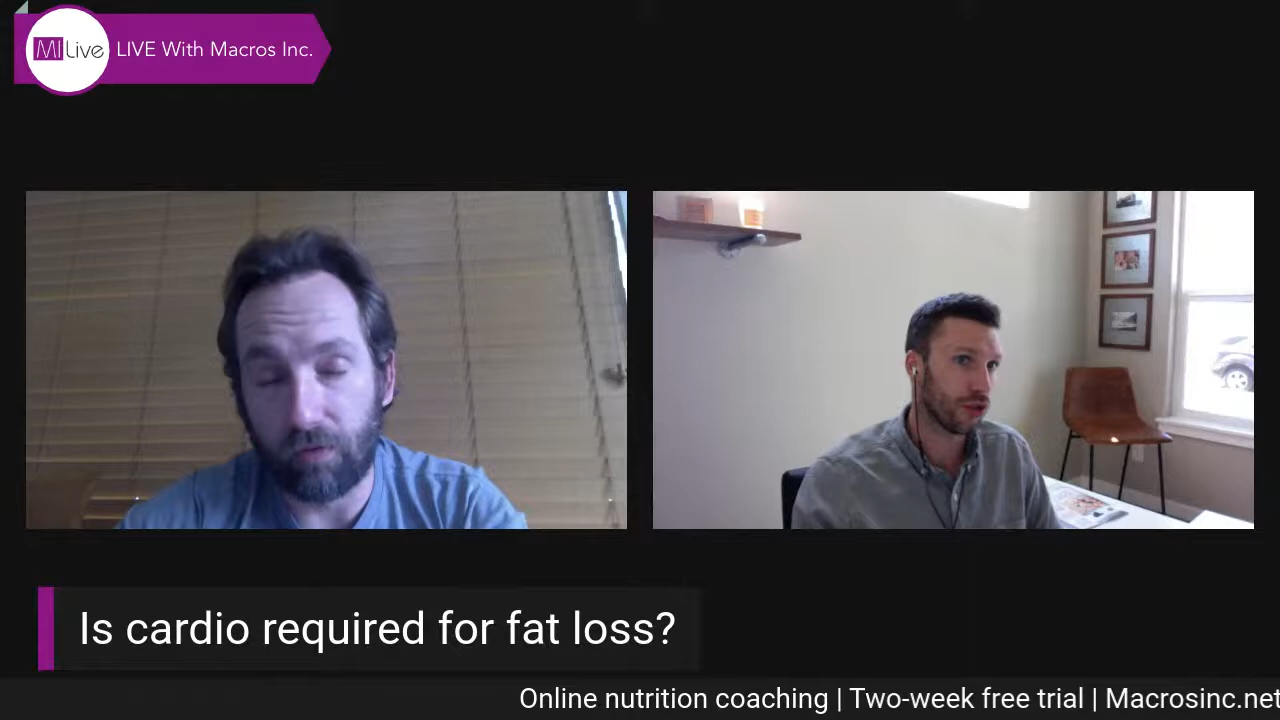 MI Live
LIVE With Macros Inc.
Is cardio required for fat loss?
Online nutrition coaching | Two-week free trial | Macrosinc.net